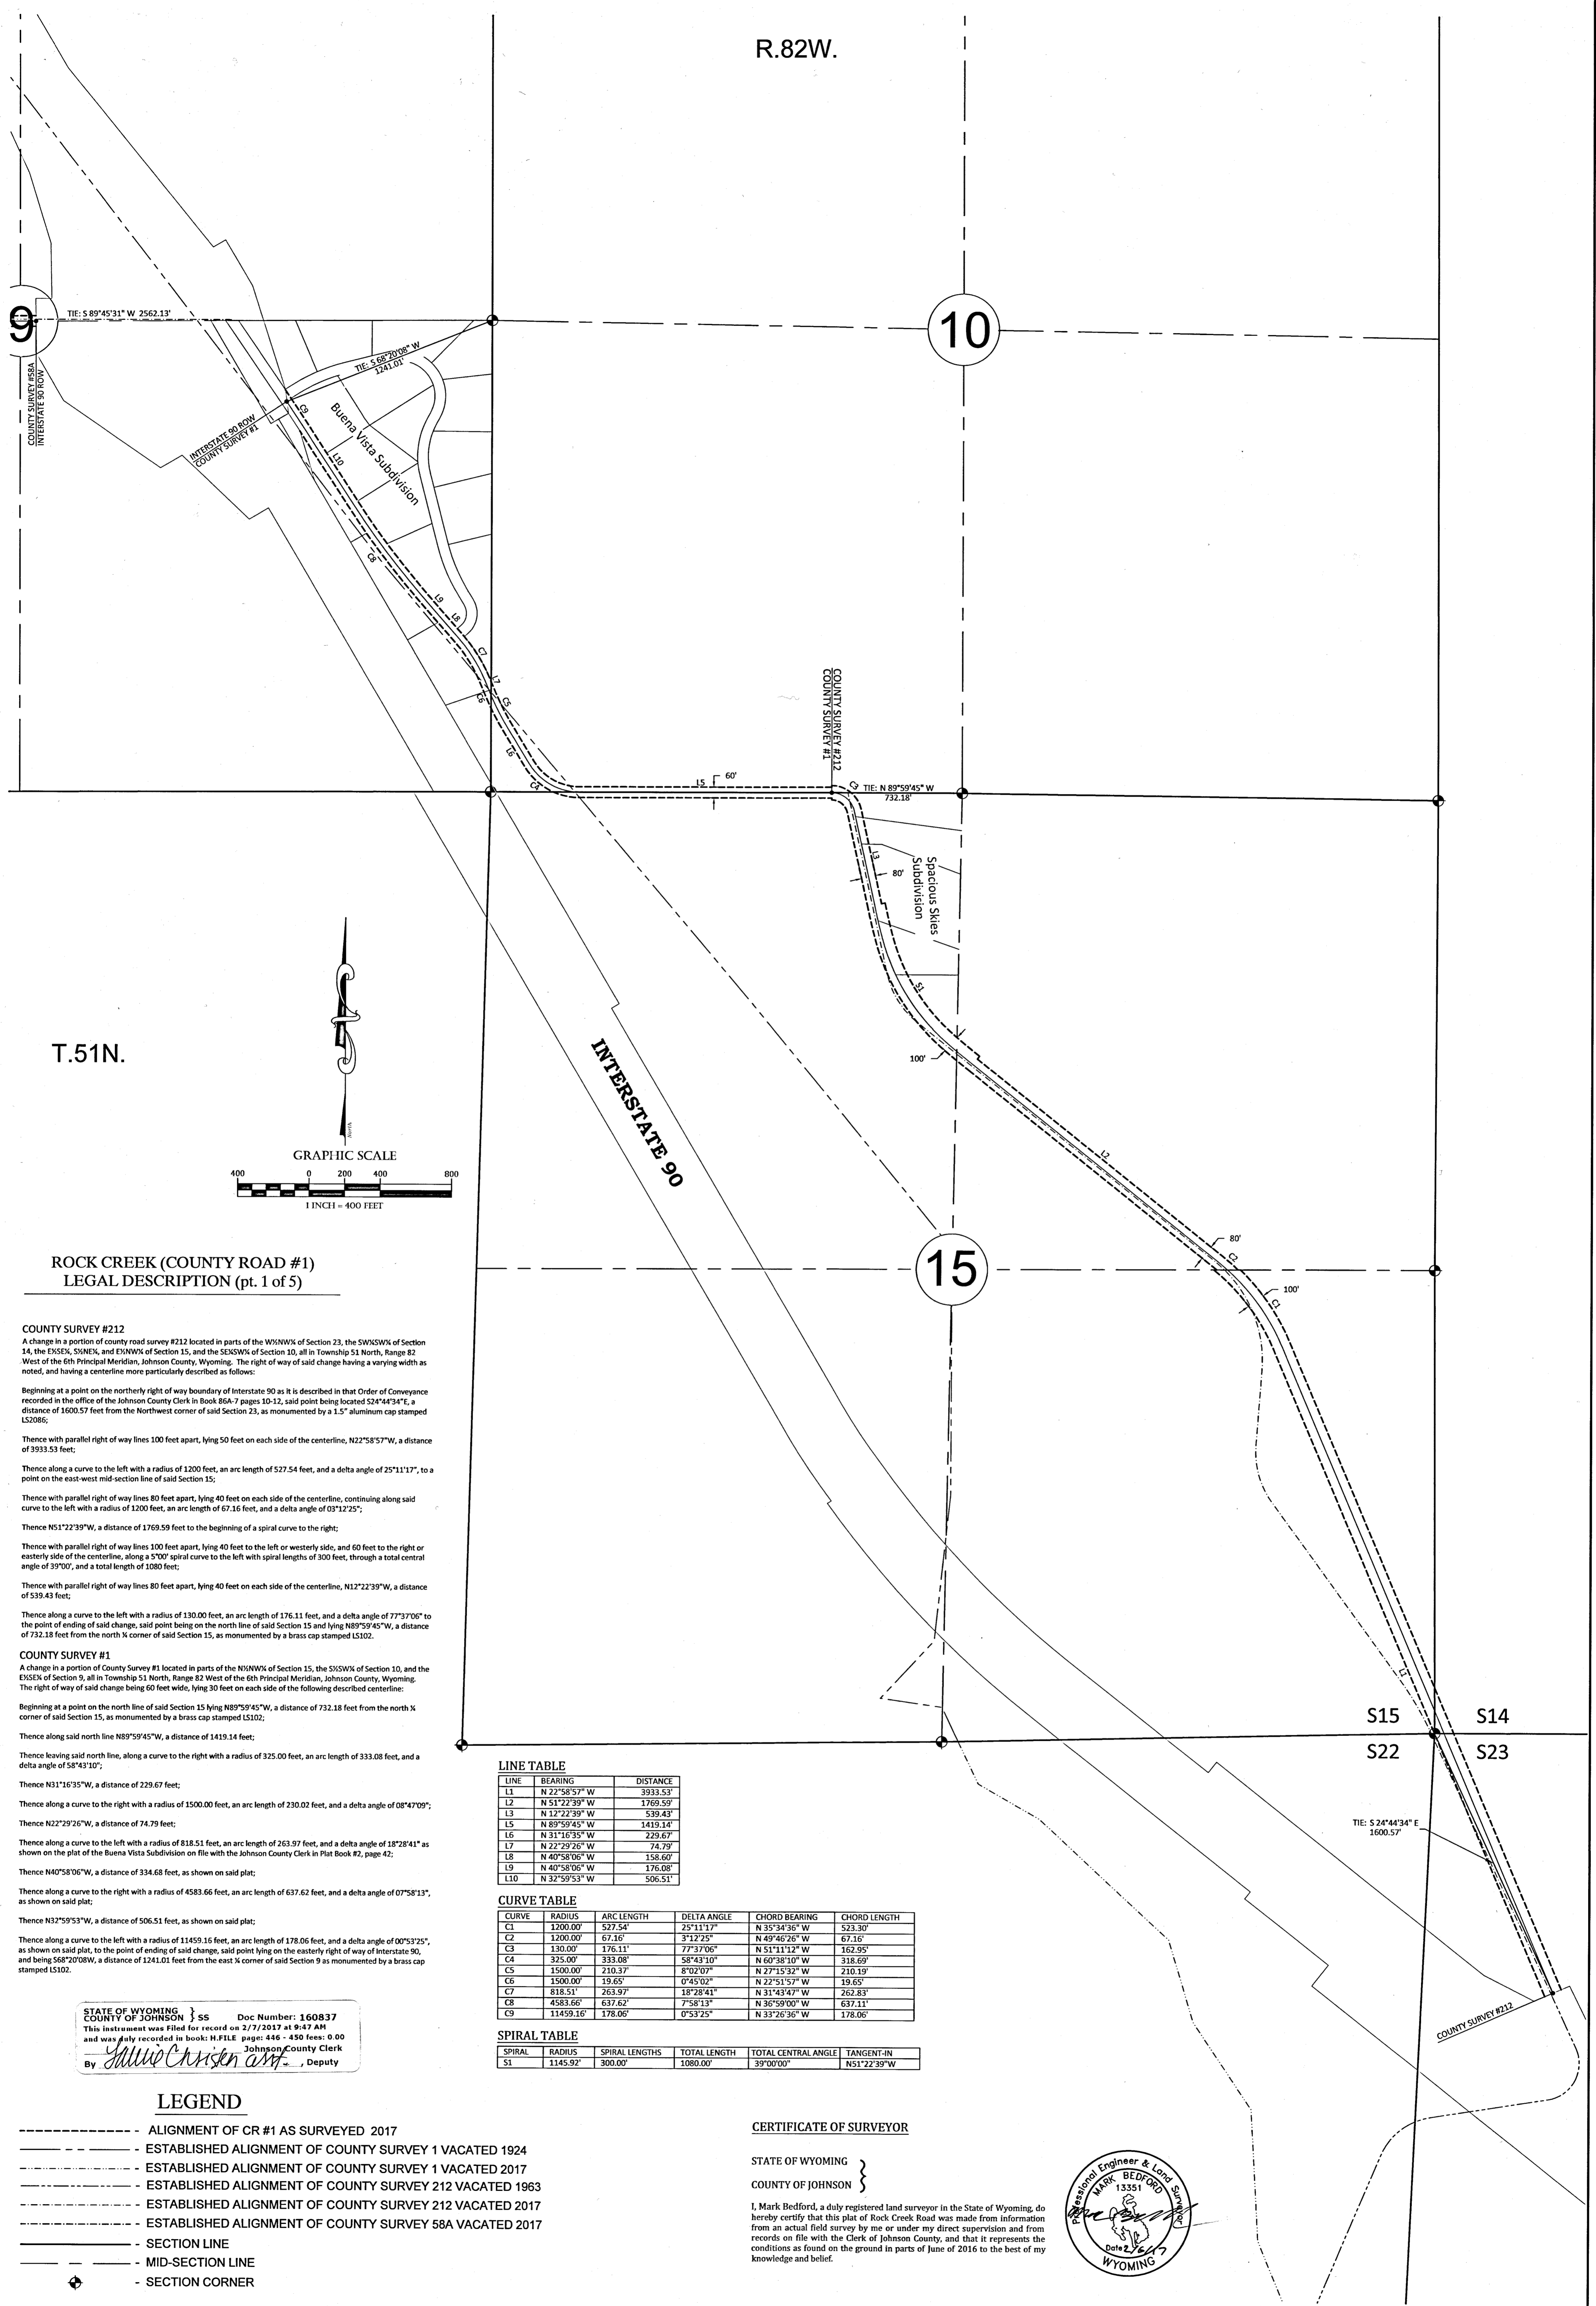 R.82W.
9
10
TIE: S 89°45'31" W 2562.13'
COUNTY SURVEY #58A
INTERSTATE 90 ROW
TIE: S 68°20'08" W
1241.01'
INTERSTATE 90 ROW
COUNTY SURVEY #1
C9
Buena Vista Subdivision
L10
C8
L9
L8
C7
L7
C6
C5
L6
C4
L5
60'
COUNTY SURVEY #212
COUNTY SURVEY #1
C3
TIE: N 89°59'45" W
732.18'
L3
80'
Spacious Skies
Subdivision
S1
100'
T.51N.
North
INTERSTATE 90
GRAPHIC SCALE
400 0 200 400 800
1 INCH = 400 FEET
L2
80'
C2
100'
C1
15
ROCK CREEK (COUNTY ROAD #1)
LEGAL DESCRIPTION (pt. 1 of 5)
COUNTY SURVEY #212
A change in a portion of county road survey #212 located in parts of the W½NW¼ of Section 23, the SW¼SW¼ of Section
14, the E½SE¼, S½NE¼, and E½NW¼ of Section 15, and the SE¼SW¼ of Section 10, all in Township 51 North, Range 82
West of the 6th Principal Meridian, Johnson County, Wyoming. The right of way of said change having a varying width as
noted, and having a centerline more particularly described as follows:
Beginning at a point on the northerly right of way boundary of Interstate 90 as it is described in that Order of Conveyance
recorded in the office of the Johnson County Clerk in Book 86A-7 pages 10-12, said point being located S24°44'34"E, a
distance of 1600.57 feet from the Northwest corner of said Section 23, as monumented by a 1.5" aluminum cap stamped
LS2086;
Thence with parallel right of way lines 100 feet apart, lying 50 feet on each side of the centerline, N22°58'57"W, a distance
of 3933.53 feet;
Thence along a curve to the left with a radius of 1200 feet, an arc length of 527.54 feet, and a delta angle of 25°11'17", to a
point on the east-west mid-section line of said Section 15;
Thence with parallel right of way lines 80 feet apart, lying 40 feet on each side of the centerline, continuing along said
curve to the left with a radius of 1200 feet, an arc length of 67.16 feet, and a delta angle of 03°12'25";
Thence N51°22'39"W, a distance of 1769.59 feet to the beginning of a spiral curve to the right;
Thence with parallel right of way lines 100 feet apart, lying 40 feet to the left or westerly side, and 60 feet to the right or
easterly side of the centerline, along a 5°00' spiral curve to the left with spiral lengths of 300 feet, through a total central
angle of 39°00', and a total length of 1080 feet;
Thence with parallel right of way lines 80 feet apart, lying 40 feet on each side of the centerline, N12°22'39"W, a distance
of 539.43 feet;
Thence along a curve to the left with a radius of 130.00 feet, an arc length of 176.11 feet, and a delta angle of 77°37'06" to
the point of ending of said change, said point being on the north line of said Section 15 and lying N89°59'45"W, a distance
of 732.18 feet from the north ¼ corner of said Section 15, as monumented by a brass cap stamped LS102.
COUNTY SURVEY #1
A change in a portion of County Survey #1 located in parts of the N½NW¼ of Section 15, the S½SW¼ of Section 10, and the
E½SE¼ of Section 9, all in Township 51 North, Range 82 West of the 6th Principal Meridian, Johnson County, Wyoming.
The right of way of said change being 60 feet wide, lying 30 feet on each side of the following described centerline:
Beginning at a point on the north line of said Section 15 lying N89°59'45"W, a distance of 732.18 feet from the north ¼
corner of said Section 15, as monumented by a brass cap stamped LS102;
Thence along said north line N89°59'45"W, a distance of 1419.14 feet;
Thence leaving said north line, along a curve to the right with a radius of 325.00 feet, an arc length of 333.08 feet, and a
delta angle of 58°43'10";
Thence N31°16'35"W, a distance of 229.67 feet;
Thence along a curve to the right with a radius of 1500.00 feet, an arc length of 230.02 feet, and a delta angle of 08°47'09";
Thence N22°29'26"W, a distance of 74.79 feet;
Thence along a curve to the left with a radius of 818.51 feet, an arc length of 263.97 feet, and a delta angle of 18°28'41" as
shown on the plat of the Buena Vista Subdivision on file with the Johnson County Clerk in Plat Book #2, page 42;
Thence N40°58'06"W, a distance of 334.68 feet, as shown on said plat;
Thence along a curve to the right with a radius of 4583.66 feet, an arc length of 637.62 feet, and a delta angle of 07°58'13",
as shown on said plat;
Thence N32°59'53"W, a distance of 506.51 feet, as shown on said plat;
Thence along a curve to the left with a radius of 11459.16 feet, an arc length of 178.06 feet, and a delta angle of 00°53'25",
as shown on said plat, to the point of ending of said change, said point lying on the easterly right of way of Interstate 90,
and being S68°20'08W, a distance of 1241.01 feet from the east ¼ corner of said Section 9 as monumented by a brass cap
stamped LS102.
STATE OF WYOMING
COUNTY OF JOHNSON } SS Doc Number: 160837
This instrument was Filed for record on 2/7/2017 at 9:47 AM
and was duly recorded in book: H.FILE page: 446 - 450 fees: 0.00
Johnson County Clerk
By , Deputy
LINE TABLE
LINE BEARING DISTANCE
L1 N 22°58'57" W 3933.53'
L2 N 51°22'39" W 1769.59'
L3 N 12°22'39" W 539.43'
L5 N 89°59'45" W 1419.14'
L6 N 31°16'35" W 229.67'
L7 N 22°29'26" W 74.79'
L8 N 40°58'06" W 158.60'
L9 N 40°58'06" W 176.08'
L10 N 32°59'53" W 506.51'
CURVE TABLE
CURVE RADIUS ARC LENGTH DELTA ANGLE CHORD BEARING CHORD LENGTH
C1 1200.00' 527.54' 25°11'17" N 35°34'36" W 523.30'
C2 1200.00' 67.16' 3°12'25" N 49°46'26" W 67.16'
C3 130.00' 176.11' 77°37'06" N 51°11'12" W 162.95'
C4 325.00' 333.08' 58°43'10" N 60°38'10" W 318.69'
C5 1500.00' 210.37' 8°02'07" N 27°15'32" W 210.19'
C6 1500.00' 19.65' 0°45'02" N 22°51'57" W 19.65'
C7 818.51' 263.97' 18°28'41" N 31°43'47" W 262.83'
C8 4583.66' 637.62' 7°58'13" N 36°59'00" W 637.11'
C9 11459.16' 178.06' 0°53'25" N 33°26'36" W 178.06'
SPIRAL TABLE
SPIRAL RADIUS SPIRAL LENGTHS TOTAL LENGTH TOTAL CENTRAL ANGLE TANGENT-IN
S1 1145.92' 300.00' 1080.00' 39°00'00" N51°22'39"W
L1
S15 S14
S22 S23
TIE: S 24°44'34" E
1600.57'
COUNTY SURVEY #212
LEGEND
- ALIGNMENT OF CR #1 AS SURVEYED 2017
- ESTABLISHED ALIGNMENT OF COUNTY SURVEY 1 VACATED 1924
- ESTABLISHED ALIGNMENT OF COUNTY SURVEY 1 VACATED 2017
- ESTABLISHED ALIGNMENT OF COUNTY SURVEY 212 VACATED 1963
- ESTABLISHED ALIGNMENT OF COUNTY SURVEY 212 VACATED 2017
- ESTABLISHED ALIGNMENT OF COUNTY SURVEY 58A VACATED 2017
- SECTION LINE
- MID-SECTION LINE
- SECTION CORNER
CERTIFICATE OF SURVEYOR
STATE OF WYOMING
COUNTY OF JOHNSON
I, Mark Bedford, a duly registered land surveyor in the State of Wyoming, do
hereby certify that this plat of Rock Creek Road was made from information
from an actual field survey by me or under my direct supervision and from
records on file with the Clerk of Johnson County, and that it represents the
conditions as found on the ground in parts of June of 2016 to the best of my
knowledge and belief.
Professional Engineer & Land Surveyor
MARK BEDFORD
13351
Date 2/6/17
WYOMING